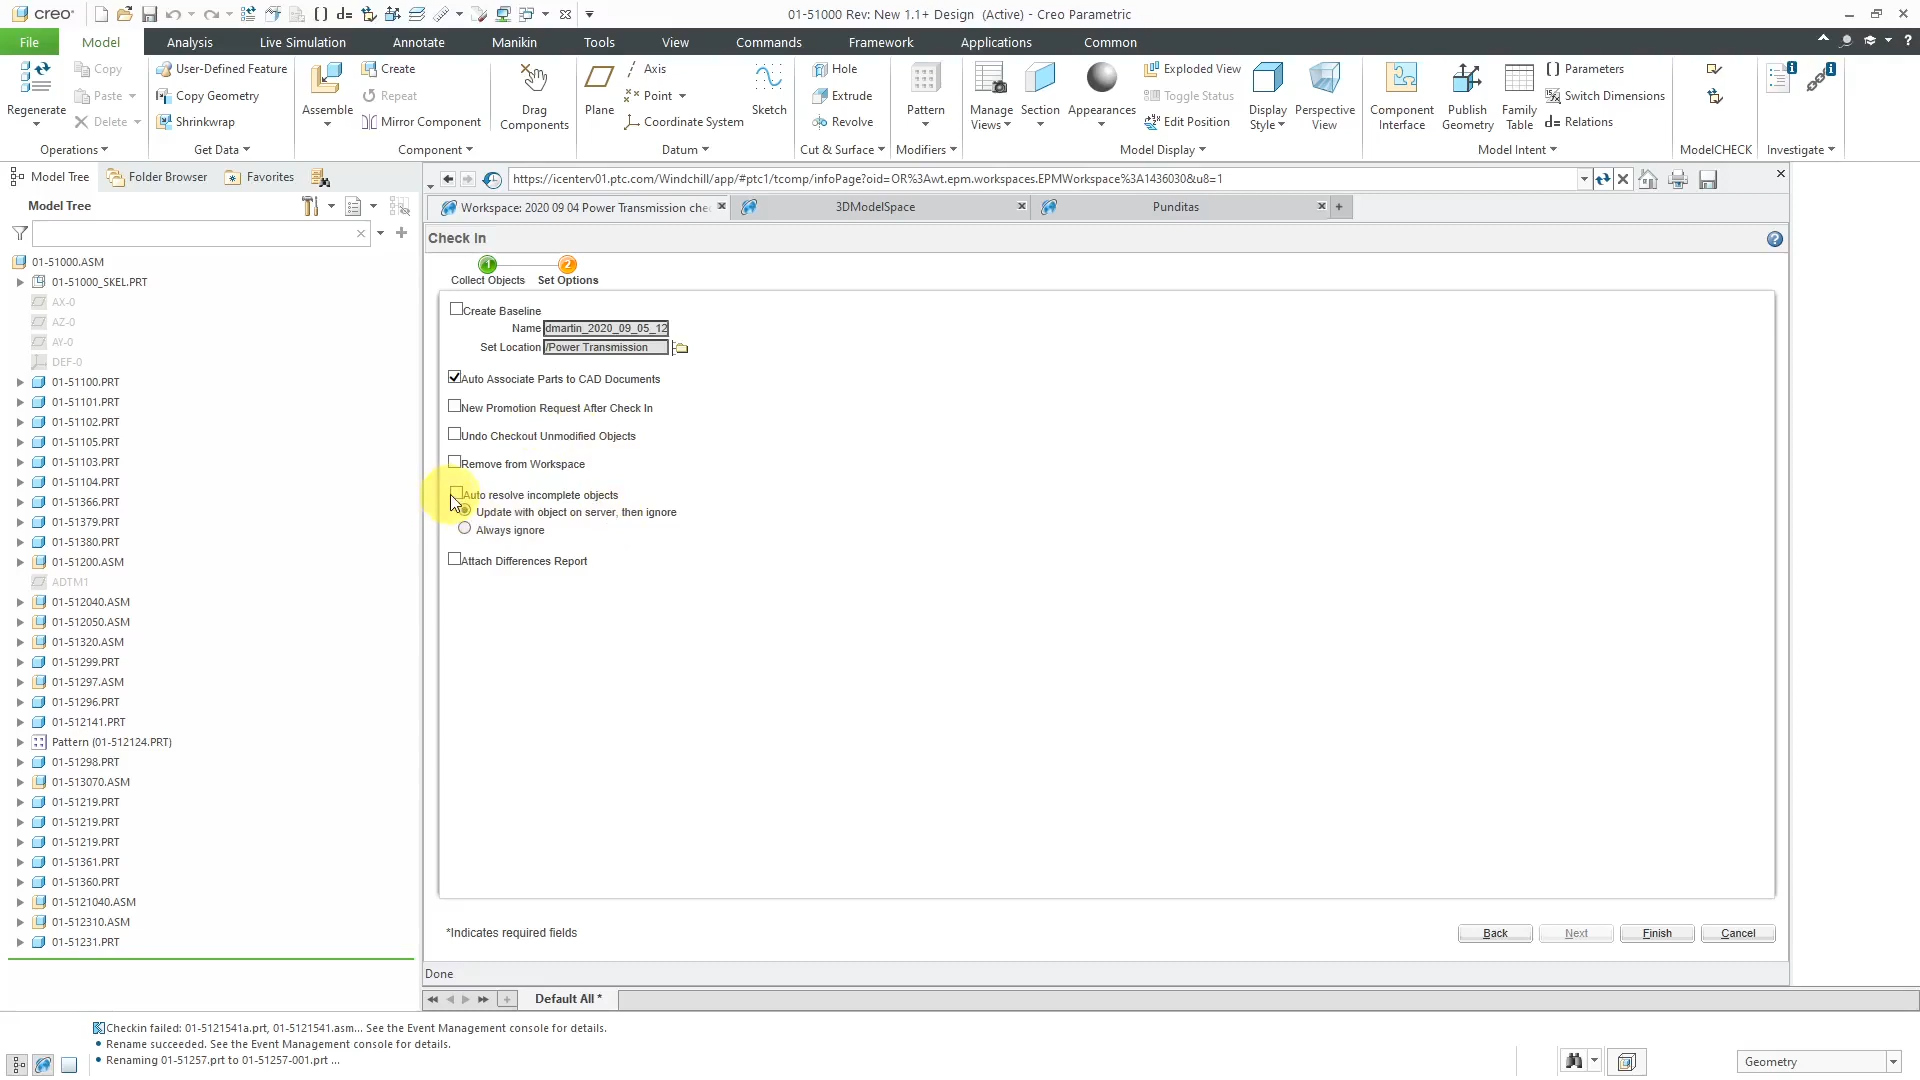 creo
01-51000 Rev: New 1.1+ Design (Active) - Creo Parametric
File Model Analysis Live Simulation Annotate Manikin Tools View Commands Framework Applications Common
Regenerate
Copy
Paste
Delete
Operations
User-Defined Feature
Copy Geometry
Shrinkwrap
Get Data
Assemble
Create
Repeat
Mirror Component
Component
Drag Components
Plane
Axis
Point
Coordinate System
Sketch
Datum
Hole
Extrude
Revolve
Cut & Surface
Pattern
Modifiers
Manage Views
Section
Appearances
Exploded View
Toggle Status
Edit Position
Display Style
Perspective View
Model Display
Component Interface
Publish Geometry
Family Table
Parameters
Switch Dimensions
d= Relations
Model Intent
ModelCHECK
Investigate
Model Tree Folder Browser Favorites
Model Tree
01-51000.ASM
01-51000_SKEL.PRT
AX-0
AZ-0
AY-0
DEF-0
01-51100.PRT
01-51101.PRT
01-51102.PRT
01-51105.PRT
01-51103.PRT
01-51104.PRT
01-51366.PRT
01-51379.PRT
01-51380.PRT
01-51200.ASM
ADTM1
01-512040.ASM
01-512050.ASM
01-51320.ASM
01-51299.PRT
01-51297.ASM
01-51296.PRT
01-512141.PRT
Pattern (01-512124.PRT)
01-51298.PRT
01-513070.ASM
01-51219.PRT
01-51219.PRT
01-51219.PRT
01-51361.PRT
01-51360.PRT
01-5121040.ASM
01-512310.ASM
01-51231.PRT
https://icenterv01.ptc.com/Windchill/app/#ptc1/tcomp/infoPage?oid=OR%3Awt.epm.workspaces.EPMWorkspace%3A1436030&u8=1
Workspace: 2020 09 04 Power Transmission chec 3DModelSpace Punditas
Check In
1 2
Collect Objects Set Options
Create Baseline
Name dmartin_2020_09_05_12
Set Location /Power Transmission
Auto Associate Parts to CAD Documents
New Promotion Request After Check In
Undo Checkout Unmodified Objects
Remove from Workspace
Auto resolve incomplete objects
Update with object on server, then ignore
Always ignore
Attach Differences Report
*Indicates required fields
Back Next Finish Cancel
Done
Default All *
Checkin failed: 01-5121541a.prt, 01-5121541.asm... See the Event Management console for details.
• Rename succeeded. See the Event Management console for details.
• Renaming 01-51257.prt to 01-51257-001.prt ...
Geometry